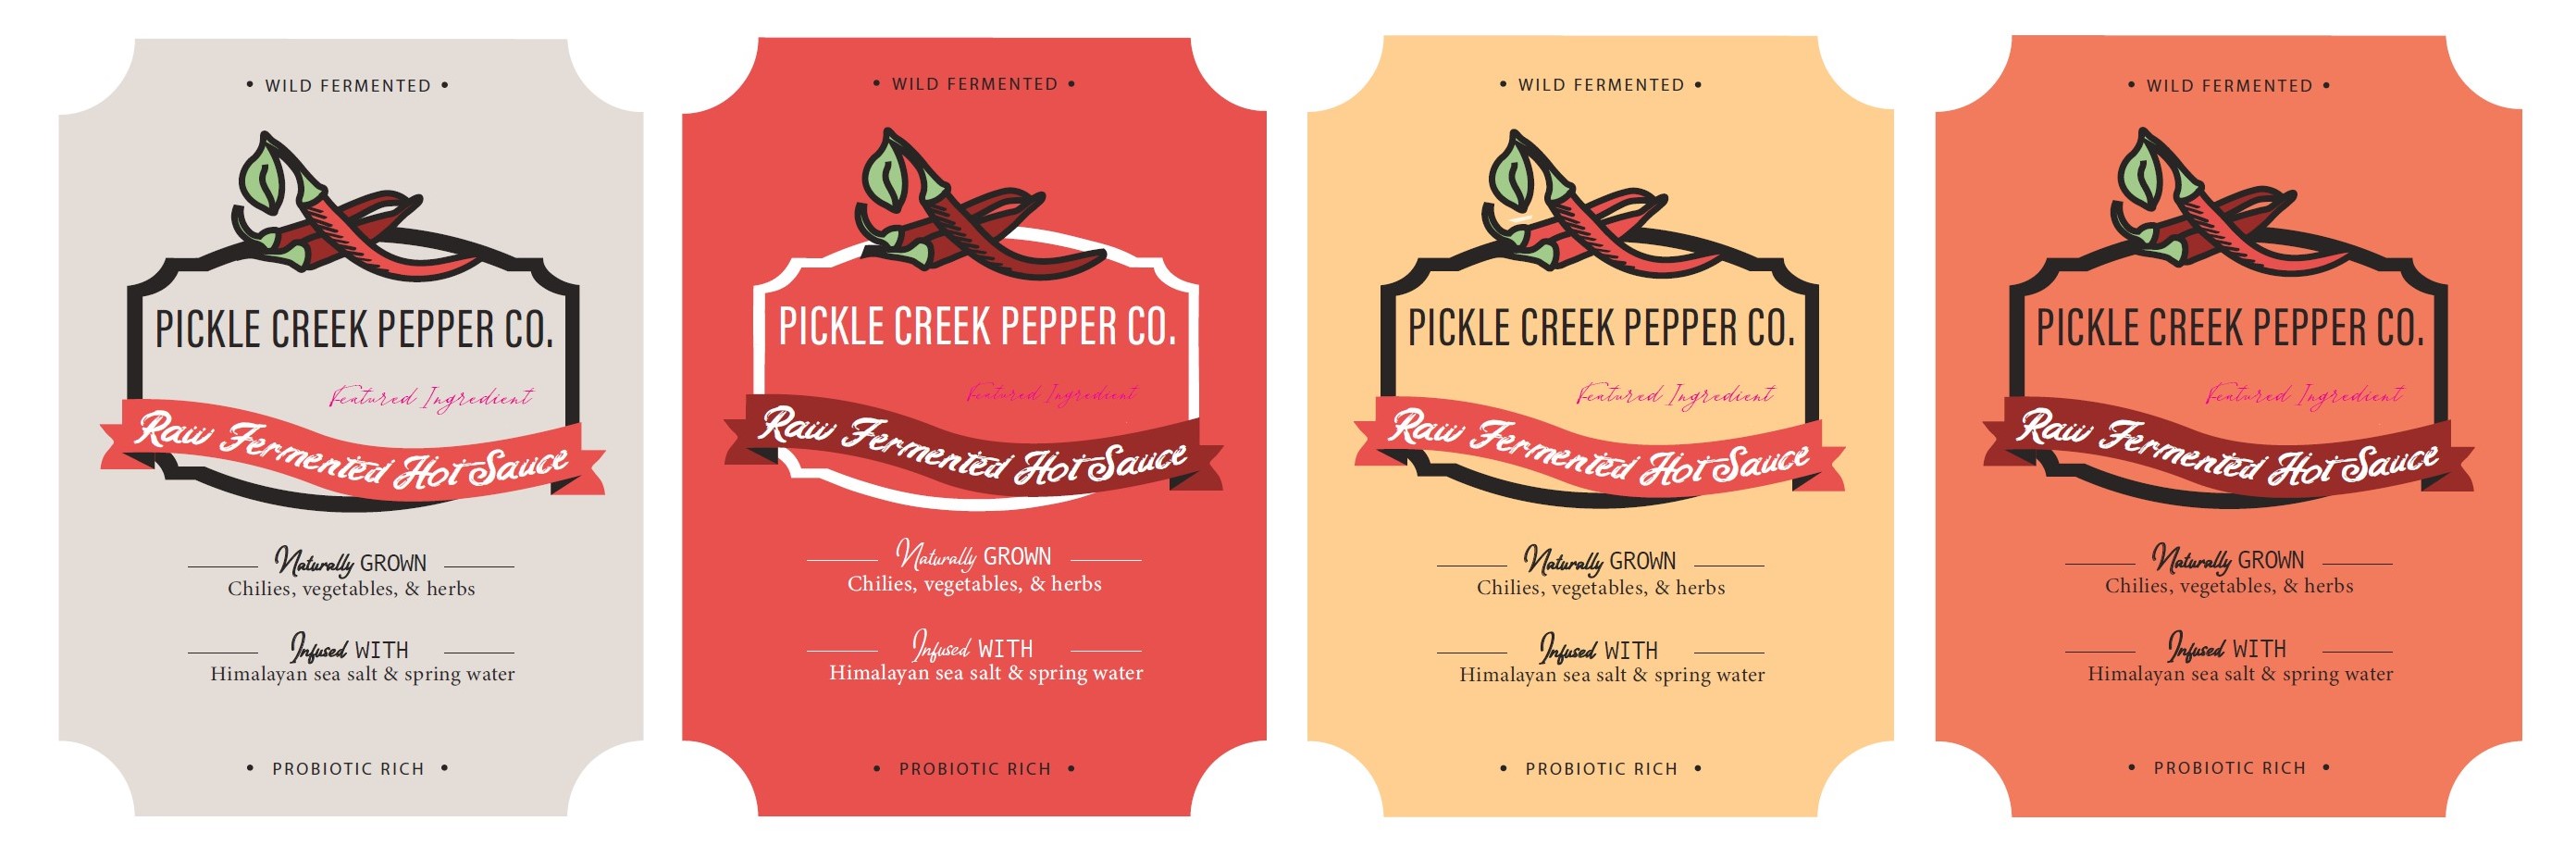 • WILD FERMENTED •
PICKLE CREEK PEPPER CO.
Featured Ingredient
Raw Fermented Hot Sauce
Naturally GROWN
Chilies, vegetables, & herbs
Infused WITH
Himalayan sea salt & spring water
• PROBIOTIC RICH •
• WILD FERMENTED •
PICKLE CREEK PEPPER CO.
Featured Ingredient
Raw Fermented Hot Sauce
Naturally GROWN
Chilies, vegetables, & herbs
Infused WITH
Himalayan sea salt & spring water
• PROBIOTIC RICH •
• WILD FERMENTED •
PICKLE CREEK PEPPER CO.
Featured Ingredient
Raw Fermented Hot Sauce
Naturally GROWN
Chilies, vegetables, & herbs
Infused WITH
Himalayan sea salt & spring water
• PROBIOTIC RICH •
• WILD FERMENTED •
PICKLE CREEK PEPPER CO.
Featured Ingredient
Raw Fermented Hot Sauce
Naturally GROWN
Chilies, vegetables, & herbs
Infused WITH
Himalayan sea salt & spring water
• PROBIOTIC RICH •